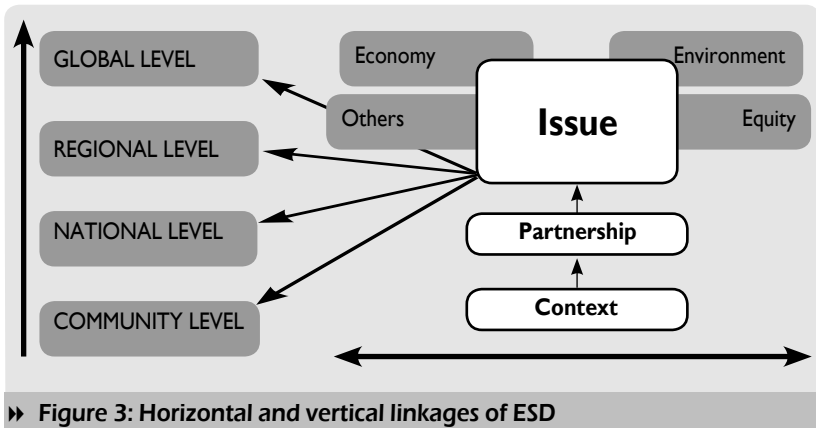 GLOBAL LEVEL
REGIONAL LEVEL
NATIONAL LEVEL
COMMUNITY LEVEL
Economy
Environment
Others
Issue
Equity
Partnership
Context
Figure 3: Horizontal and vertical linkages of ESD